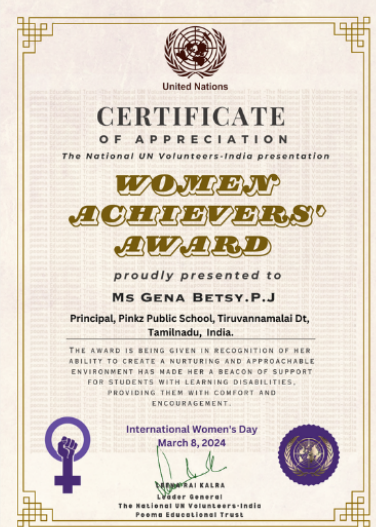 United Nations
CERTIFICATE
OF APPRECIATION
The National UN Volunteers-India presentation
WOMEN
ACHIEVERS'
AWARD
proudly presented to
Ms GENA BETSY.P.J
Principal, Pinkz Public School, Tiruvannamalai Dt,
Tamilnadu, India.
THE AWARD IS BEING GIVEN IN RECOGNITION OF HER
ABILITY TO CREATE A NURTURING AND APPROACHABLE
ENVIRONMENT HAS MADE HER A BEACON OF SUPPORT
FOR STUDENTS WITH LEARNING DISABILITIES,
PROVIDING THEM WITH COMFORT AND
ENCOURAGEMENT.
International Women's Day
March 8, 2024
RAI KALRA
Leader General
The National UN Volunteers-India
Poema Educational Trust